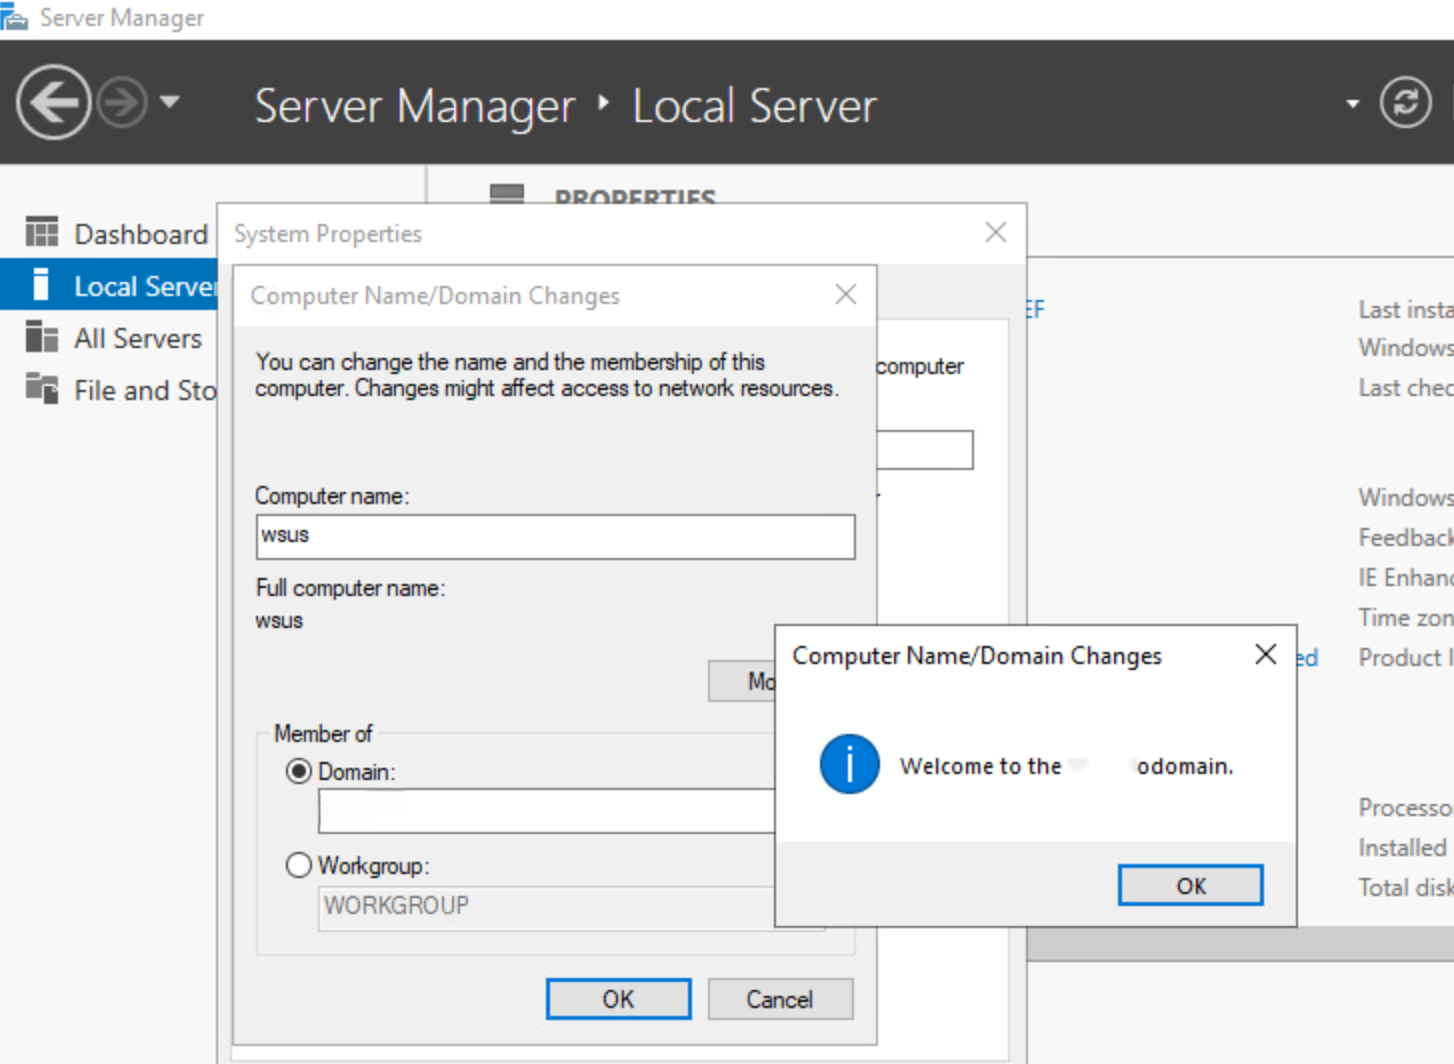 Server Manager
Server Manager ‣ Local Server
PROPERTIES
Dashboard
Local Server
All Servers
File and Sto
System Properties
Computer Name/Domain Changes
You can change the name and the membership of this
computer. Changes might affect access to network resources.
Computer name:
wsus
Full computer name:
wsus
Mo
Member of
Domain:
Workgroup:
WORKGROUP
OK
Cancel
computer
EF
ed
Computer Name/Domain Changes
Welcome to the odomain.
OK
Last insta
Windows
Last chec
Windows
Feedback
IE Enhanc
Time zon
Product I
Processor
Installed
Total disk